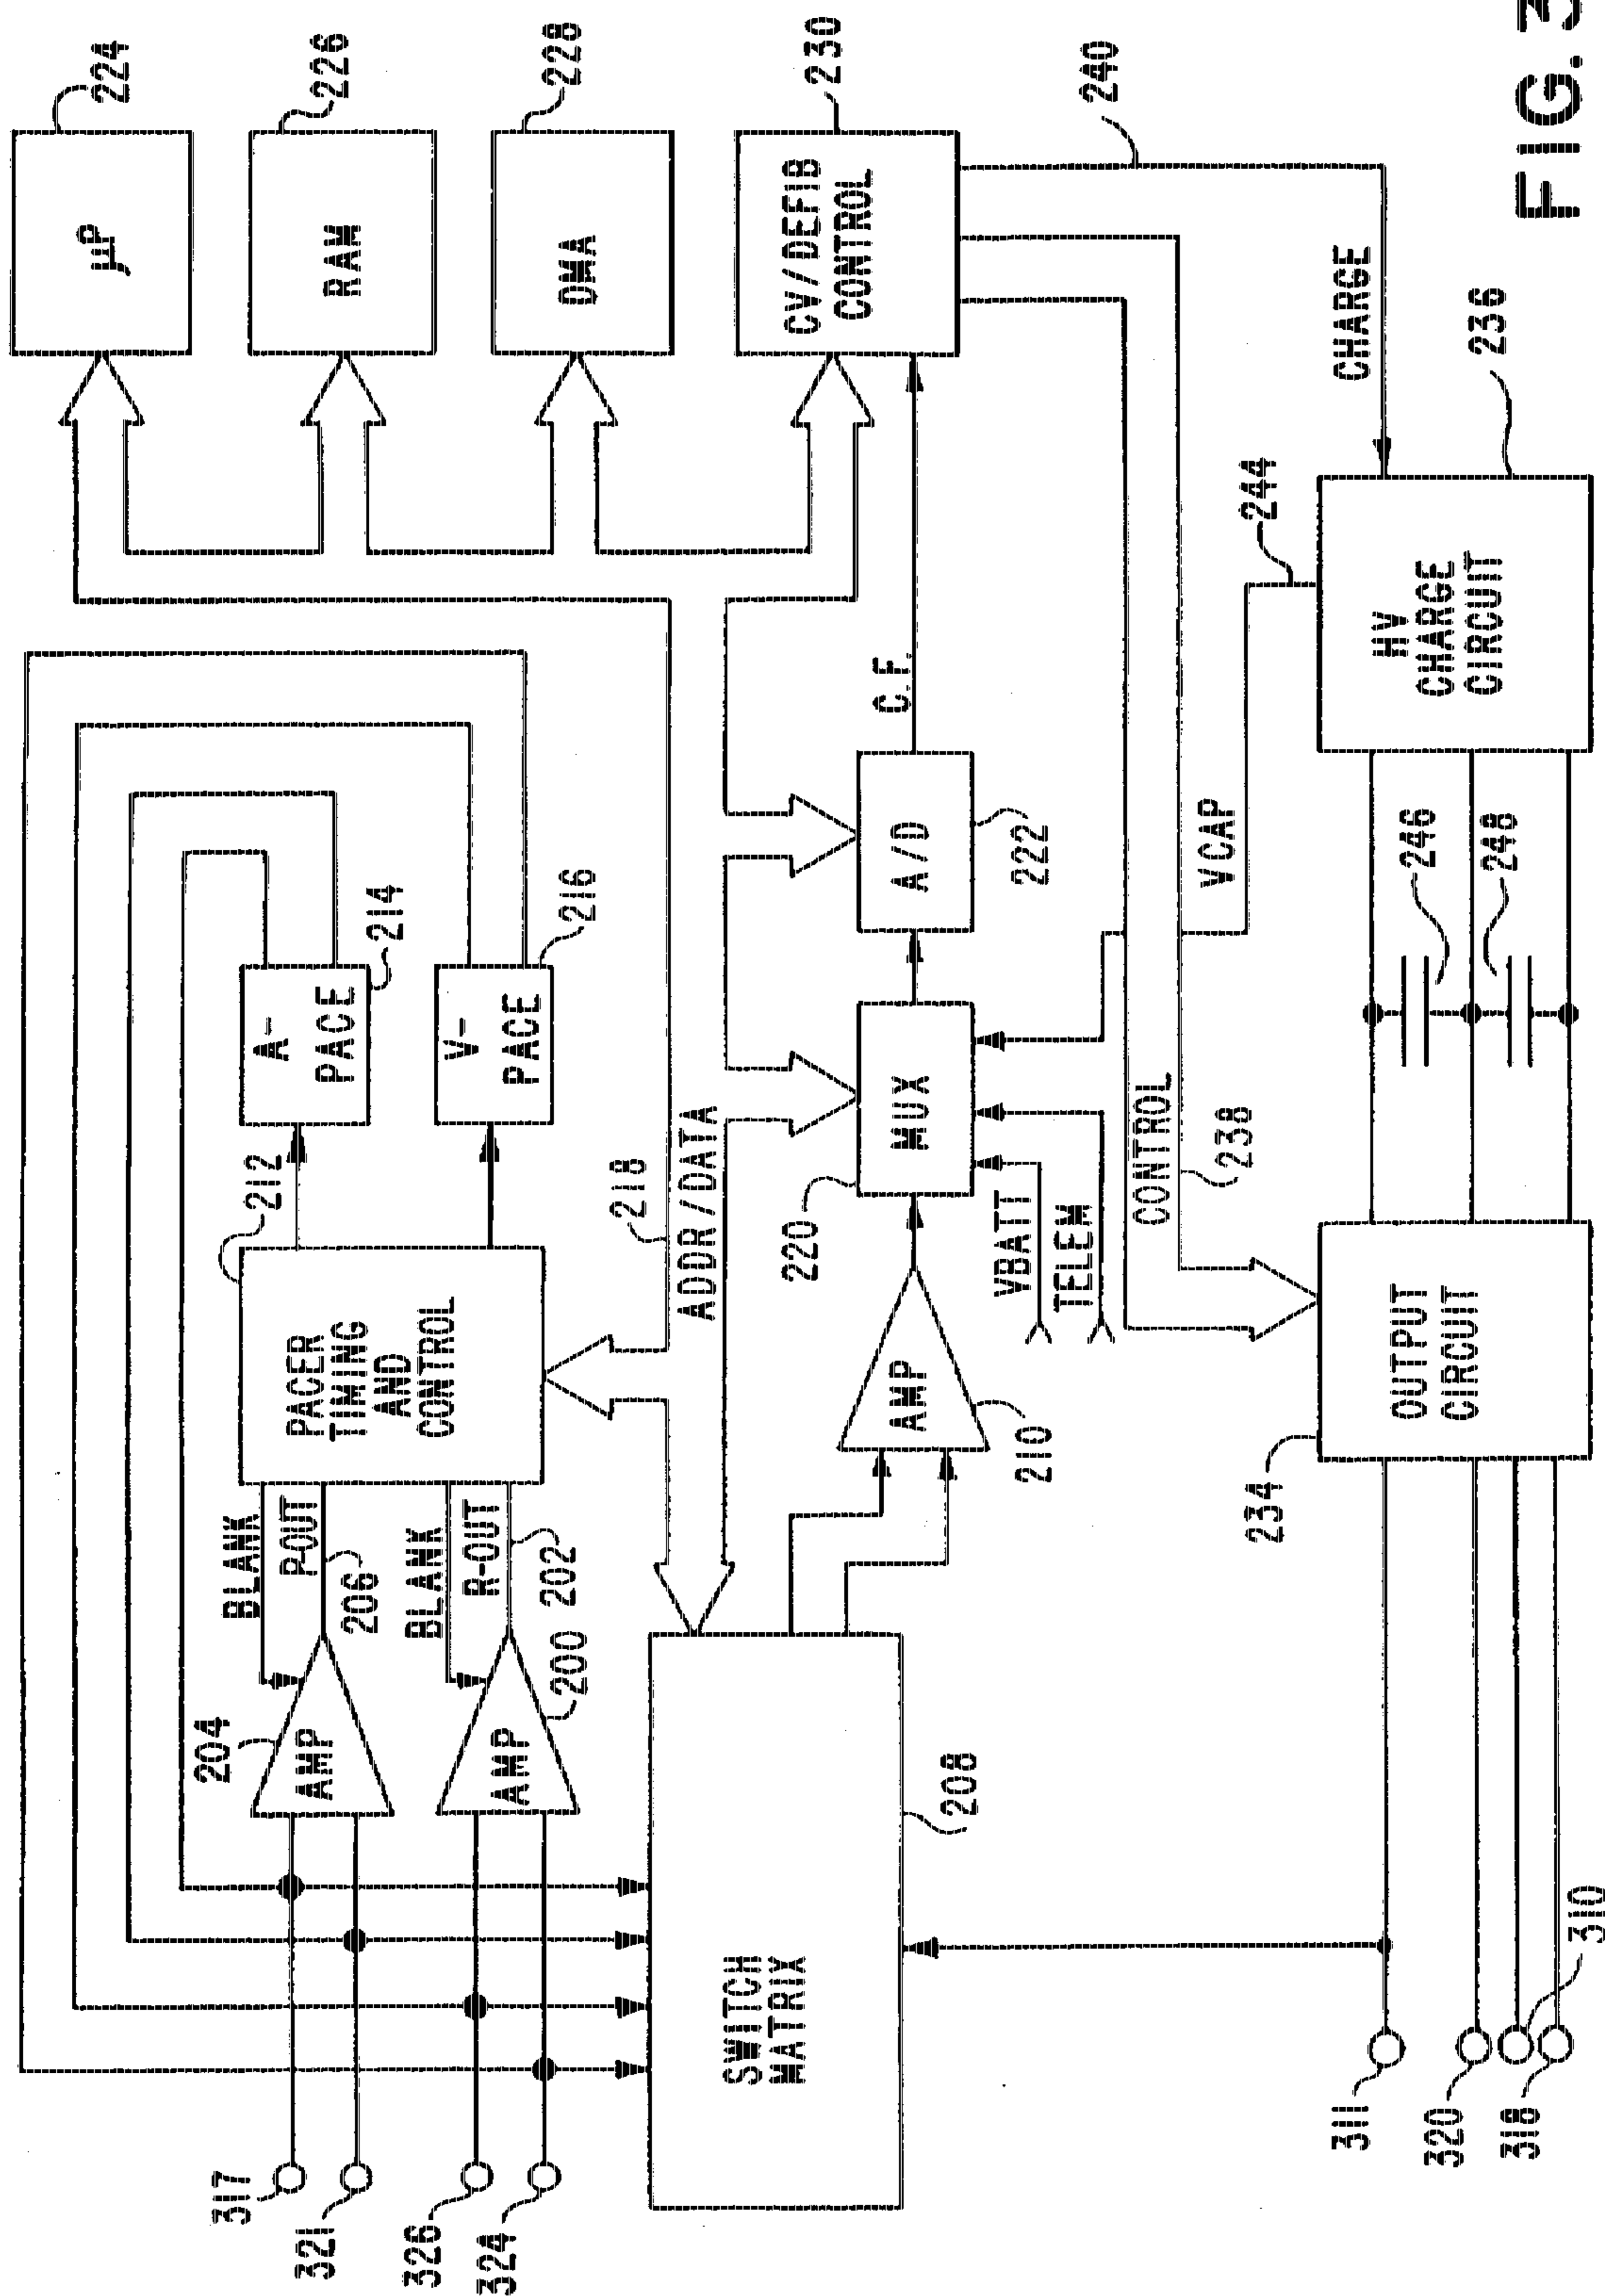 317
321
326
324
204
AMP
BLANK
P-OUT
206
AMP
200
BLANK
R-OUT
202
PACER
TIMING
AND
CONTROL
212
A-
PACE
214
V-
PACE
216
µP
224
RAM
226
DMA
228
CV/DEFIB
CONTROL
230
218
ADDR/DATA
SWITCH
MATRIX
208
AMP
210
220
MUX
A/D
222
C.F.
VBATT
TELEM
CONTROL
238
VCAP
244
240
CHARGE
311
320
318
310
234
OUTPUT
CIRCUIT
246
248
HV
CHARGE
CIRCUIT
236
FIG. 3